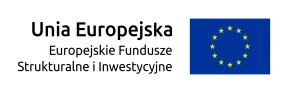 Unia Europejska
Europejskie Fundusze
Strukturalne i Inwestycyjne